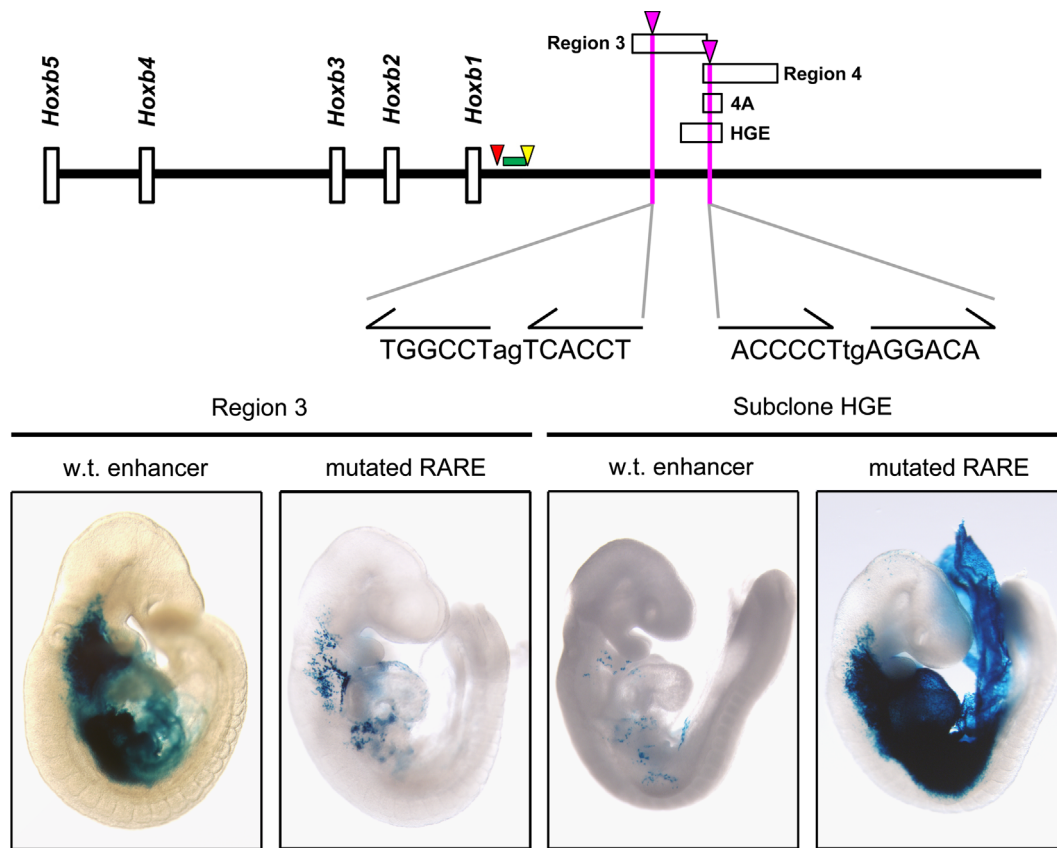 Hoxb5
Hoxb4
Hoxb3
Hoxb2
Hoxb1
Region 3
Region 4
4A
HGE
TGGCCTagTCACCT
ACCCCTtgAGGACA
Region 3
Subclone HGE
w.t. enhancer
mutated RARE
w.t. enhancer
mutated RARE